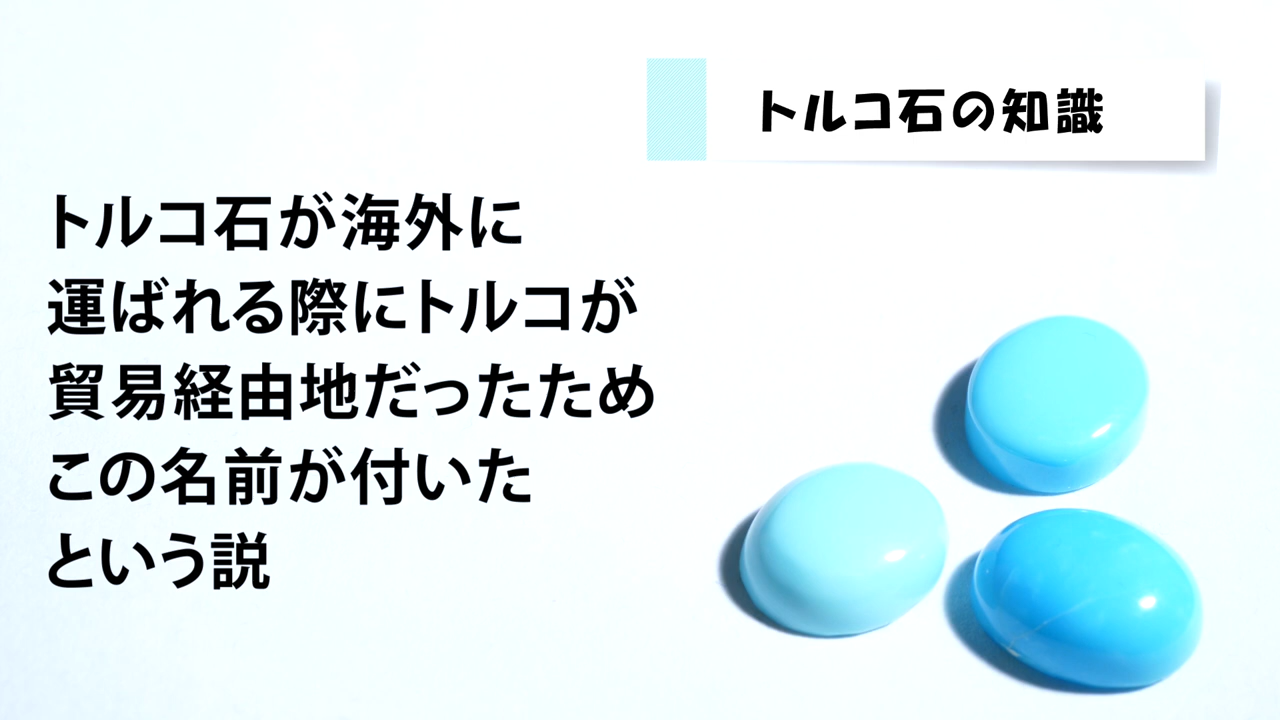 トルコ石の知識
トルコ石が海外に
運ばれる際にトルコが
貿易経由地だったため
この名前が付いた
という説